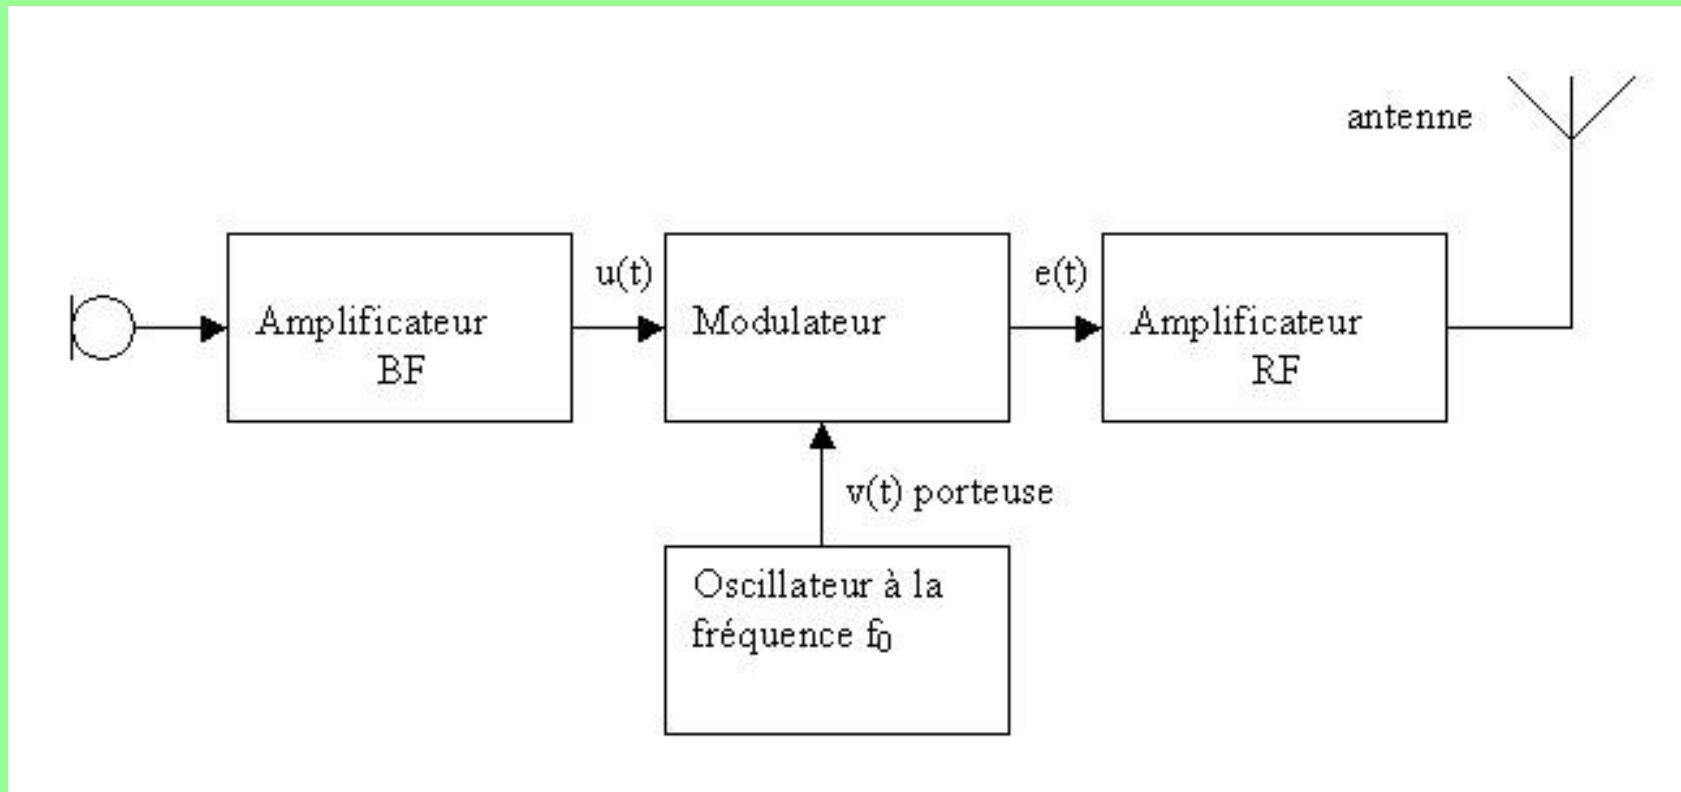 antenne
Amplificateur
BF
u(t)
Modulateur
e(t)
Amplificateur
RF
v(t) porteuse
Oscillateur à la
fréquence f₀